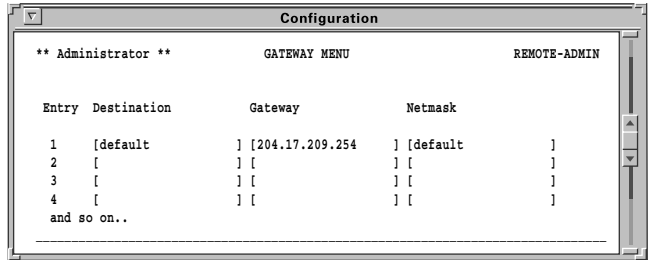 Configuration
** Administrator ** GATEWAY MENU REMOTE-ADMIN
Entry Destination Gateway Netmask
1 [default ] [204.17.209.254 ] [default ]
2 [ ] [ ] [ ]
3 [ ] [ ] [ ]
4 [ ] [ ] [ ]
and so on..